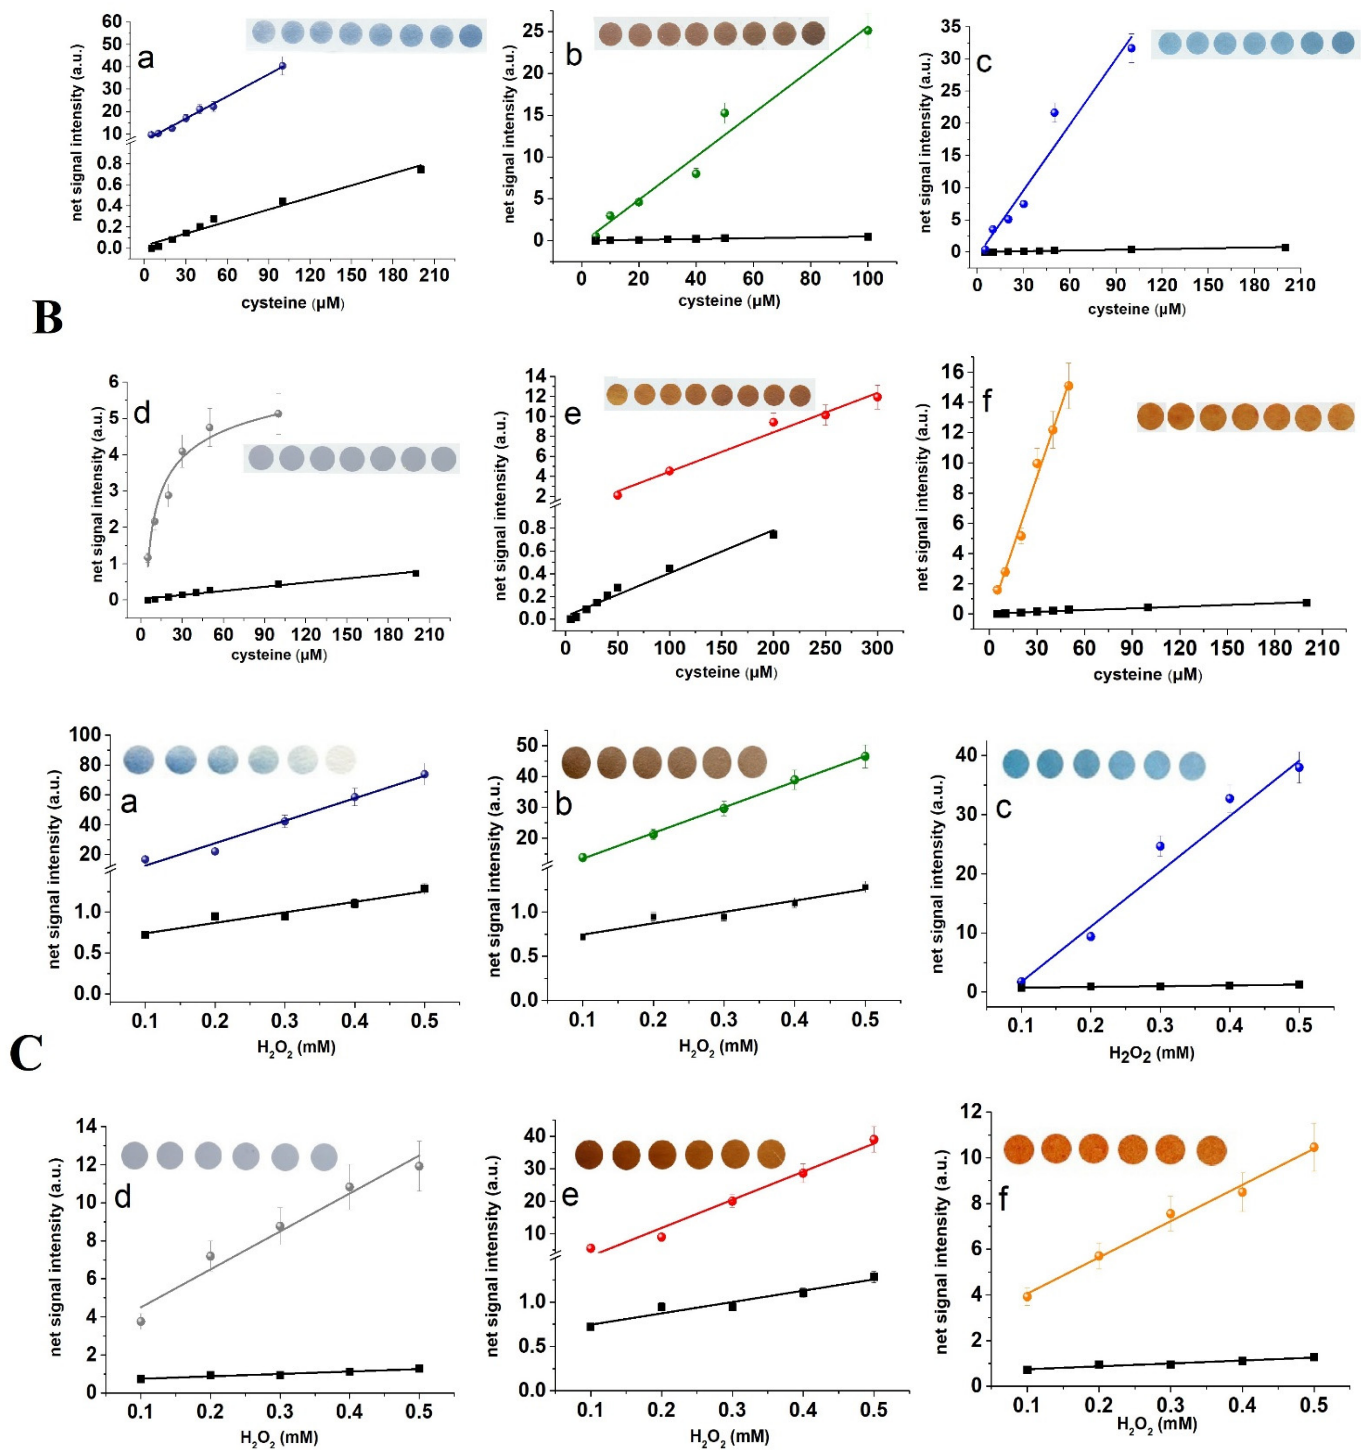 B
a
net signal intensity (a.u.)
60
50
40
30
20
10
0.8
0.6
0.4
0.2
0.0
0 30 60 90 120 150 180 210
cysteine (µM)
b
net signal intensity (a.u.)
25
20
15
10
5
0
0 20 40 60 80 100
cysteine (µM)
c
net signal intensity (a.u.)
35
30
25
20
15
10
5
0
0 30 60 90 120 150 180 210
cysteine (µM)
d
net signal intensity (a.u.)
6
5
4
3
2
1
0
0 30 60 90 120 150 180 210
cysteine (µM)
e
net signal intensity (a.u.)
14
12
10
8
6
4
2
0.8
0.6
0.4
0.2
0.0
0 50 100 150 200 250 300
cysteine (µM)
f
net signal intensity (a.u.)
16
14
12
10
8
6
4
2
0
0 30 60 90 120 150 180 210
cysteine (µM)
C
a
net signal intensity (a.u.)
100
80
60
40
20
1.0
0.5
0.0
0.1 0.2 0.3 0.4 0.5
H₂O₂ (mM)
b
net signal intensity (a.u.)
50
40
30
20
1.0
0.5
0.0
0.1 0.2 0.3 0.4 0.5
H₂O₂ (mM)
c
net signal intensity (a.u.)
40
30
20
10
0
0.1 0.2 0.3 0.4 0.5
H₂O₂ (mM)
d
net signal intensity (a.u.)
14
12
10
8
6
4
2
0
0.1 0.2 0.3 0.4 0.5
H₂O₂ (mM)
e
net signal intensity (a.u.)
40
30
20
10
1.0
0.5
0.0
0.1 0.2 0.3 0.4 0.5
H₂O₂ (mM)
f
net signal intensity (a.u.)
12
10
8
6
4
2
0
0.1 0.2 0.3 0.4 0.5
H₂O₂ (mM)